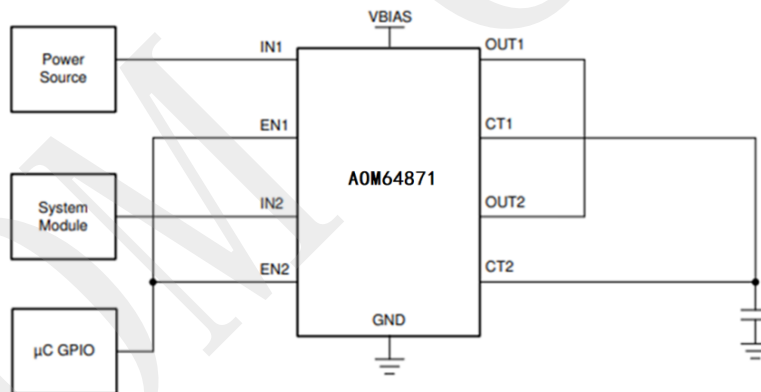 VBIAS
IN1
OUT1
Power
Source
EN1
CT1
AOM64871
System
Module
IN2
OUT2
EN2
CT2
GND
µC GPIO